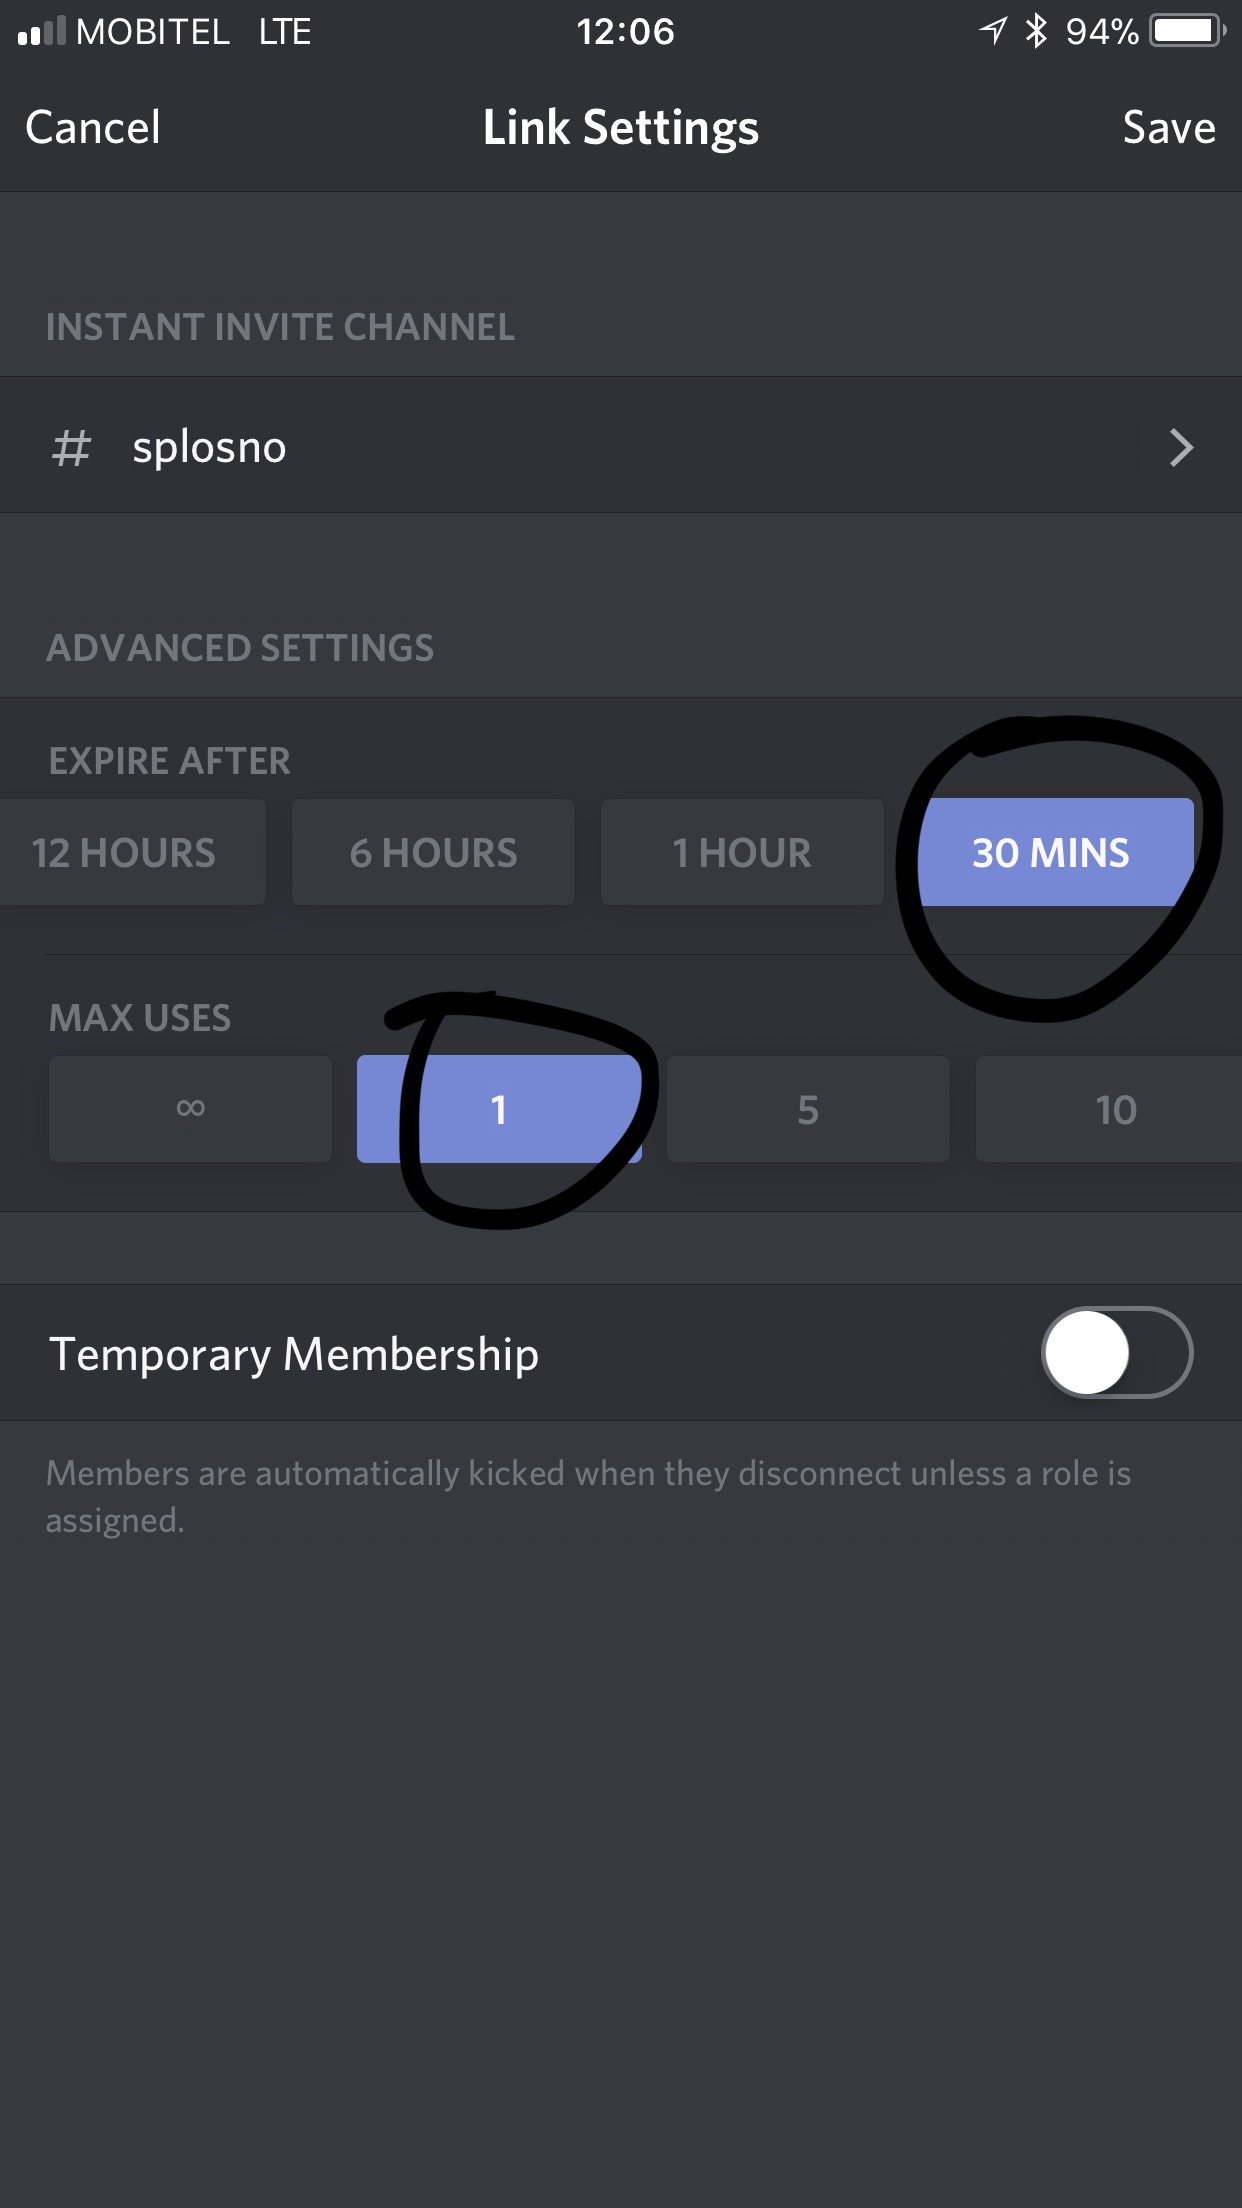 MOBITEL LTE 12:06 94%
Cancel Link Settings Save
INSTANT INVITE CHANNEL
# splosno
ADVANCED SETTINGS
EXPIRE AFTER
12 HOURS 6 HOURS 1 HOUR 30 MINS
MAX USES
∞ 1 5 10
Temporary Membership
Members are automatically kicked when they disconnect unless a role is
assigned.